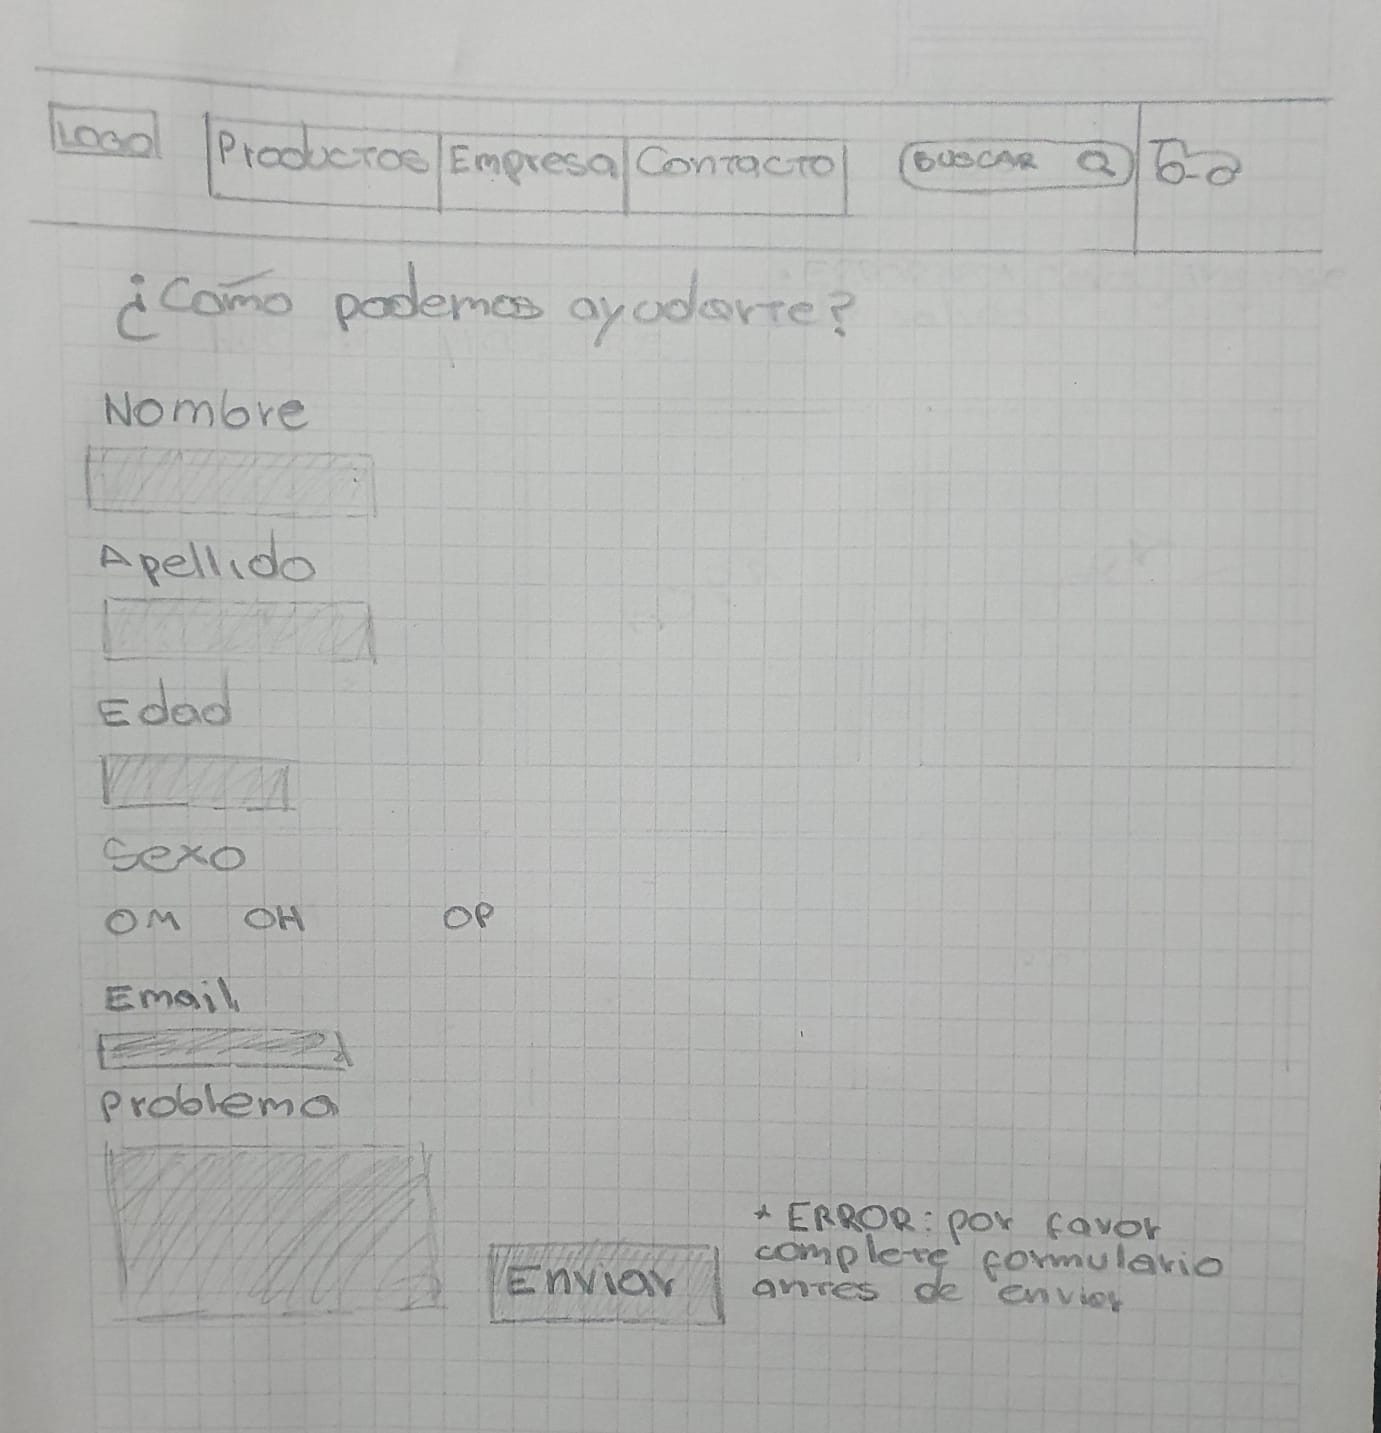 LOGO Productos Empresa Contacto BUSCAR
¿Como podemos ayudarte?
Nombre
Apellido
Edad
Sexo
OM OH OP
Email
Problema
Enviar
* ERROR: por favor
complete formulario
antes de enviar